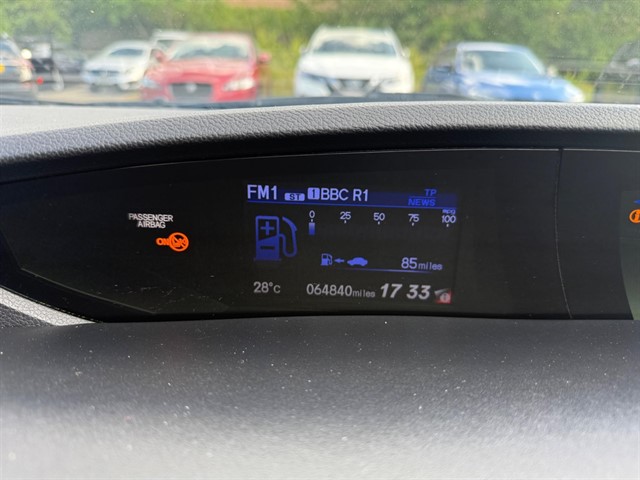 FM1 ST 1 BBC R1 TP
NEWS
PASSENGER
AIRBAG
0 25 50 75 mpg 100
85 miles
28°C 064840 miles 17 33